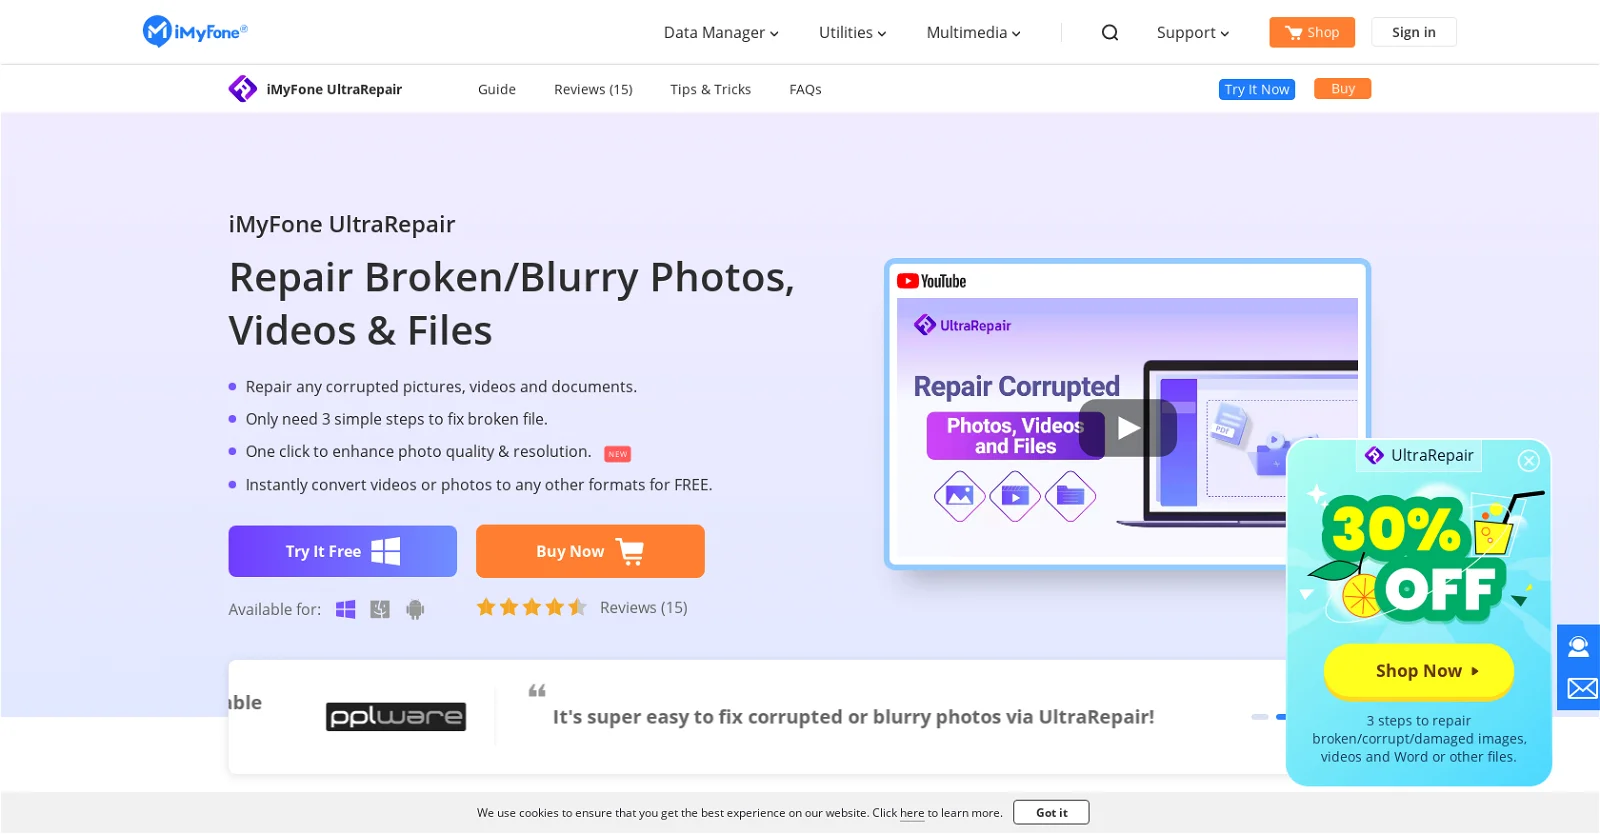 iMyFone®
Data Manager
Utilities
Multimedia
Support
Shop
Sign in
iMyFone UltraRepair
Guide
Reviews (15)
Tips & Tricks
FAQs
Try It Now
Buy
iMyFone UltraRepair
Repair Broken/Blurry Photos,
Videos & Files
Repair any corrupted pictures, videos and documents.
Only need 3 simple steps to fix broken file.
One click to enhance photo quality & resolution.
NEW
Instantly convert videos or photos to any other formats for FREE.
Try It Free
Buy Now
Available for:
Reviews (15)
YouTube
UltraRepair
Repair Corrupted
Photos, Videos
and Files
PDF
UltraRepair
30%
OFF
Shop Now
3 steps to repair
broken/corrupt/damaged images,
videos and Word or other files.
able
pplware
“
It's super easy to fix corrupted or blurry photos via UltraRepair!
We use cookies to ensure that you get the best experience on our website. Click here to learn more.
Got it